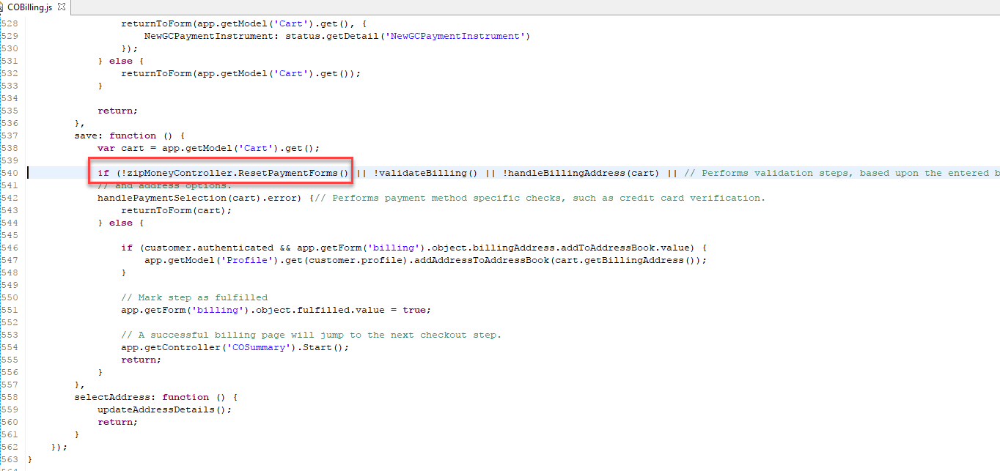 COBilling.js
528 returnToForm(app.getModel('Cart').get(), {
529 NewGCPaymentInstrument: status.getDetail('NewGCPaymentInstrument')
530 });
531 } else {
532 returnToForm(app.getModel('Cart').get());
533 }
534
535 return;
536 },
537 save: function () {
538 var cart = app.getModel('Cart').get();
539
540 if (!zipMoneyController.ResetPaymentForms() || !validateBilling() || !handleBillingAddress(cart) || // Performs validation steps, based upon the entered b
541 // and address options.
542 handlePaymentSelection(cart).error) {// Performs payment method specific checks, such as credit card verification.
543 returnToForm(cart);
544 } else {
545
546 if (customer.authenticated && app.getForm('billing').object.billingAddress.addToAddressBook.value) {
547 app.getModel('Profile').get(customer.profile).addAddressToAddressBook(cart.getBillingAddress());
548 }
549
550 // Mark step as fulfilled
551 app.getForm('billing').object.fulfilled.value = true;
552
553 // A successful billing page will jump to the next checkout step.
554 app.getController('COSummary').Start();
555 return;
556 }
557 },
558 selectAddress: function () {
559 updateAddressDetails();
560 return;
561 }
562 });
563 }